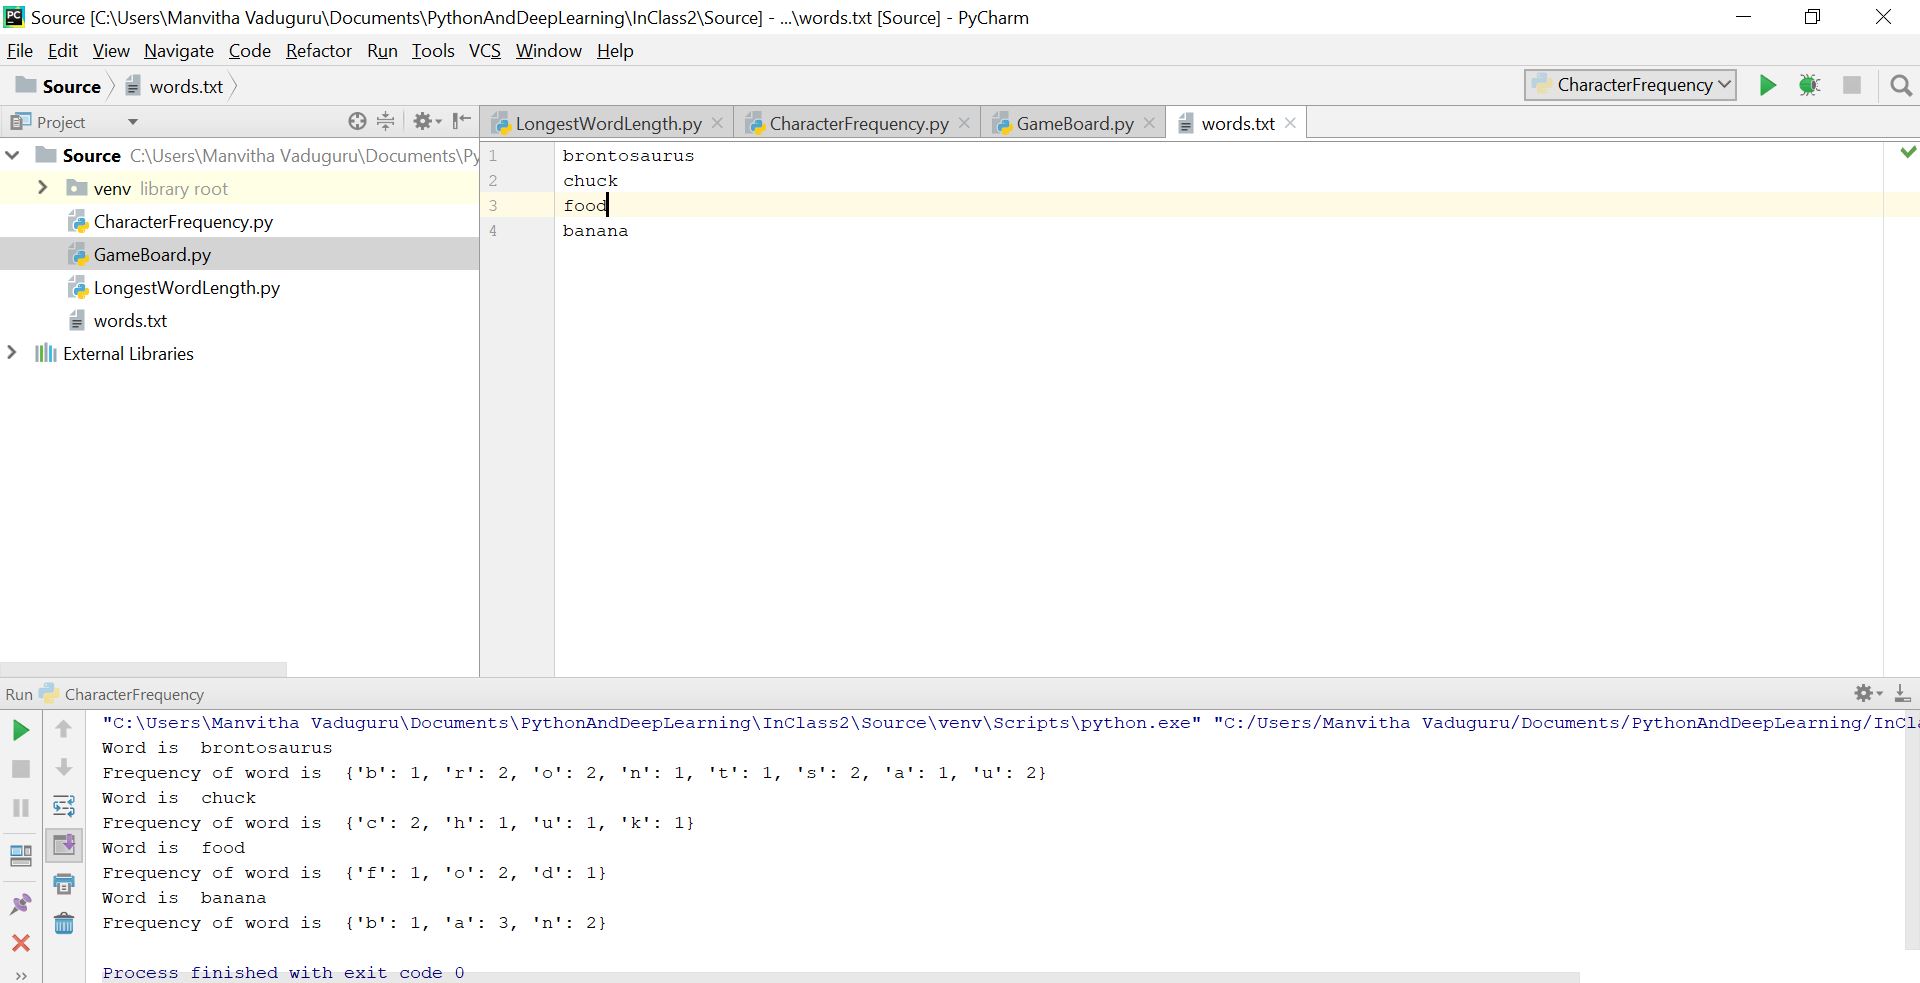 PC Source [C:\Users\Manvitha Vaduguru\Documents\PythonAndDeepLearning\InClass2\Source] - ...\words.txt [Source] - PyCharm
File Edit View Navigate Code Refactor Run Tools VCS Window Help
Source words.txt CharacterFrequency
Project LongestWordLength.py CharacterFrequency.py GameBoard.py words.txt
Source C:\Users\Manvitha Vaduguru\Documents\Py
venv library root
CharacterFrequency.py
GameBoard.py
LongestWordLength.py
words.txt
External Libraries
1 brontosaurus
2 chuck
3 food
4 banana
Run CharacterFrequency
"C:\Users\Manvitha Vaduguru\Documents\PythonAndDeepLearning\InClass2\Source\venv\Scripts\python.exe" "C:/Users/Manvitha Vaduguru/Documents/PythonAndDeepLearning/InCla
Word is  brontosaurus
Frequency of word is  {'b': 1, 'r': 2, 'o': 2, 'n': 1, 't': 1, 's': 2, 'a': 1, 'u': 2}
Word is  chuck
Frequency of word is  {'c': 2, 'h': 1, 'u': 1, 'k': 1}
Word is  food
Frequency of word is  {'f': 1, 'o': 2, 'd': 1}
Word is  banana
Frequency of word is  {'b': 1, 'a': 3, 'n': 2}
Process finished with exit code 0